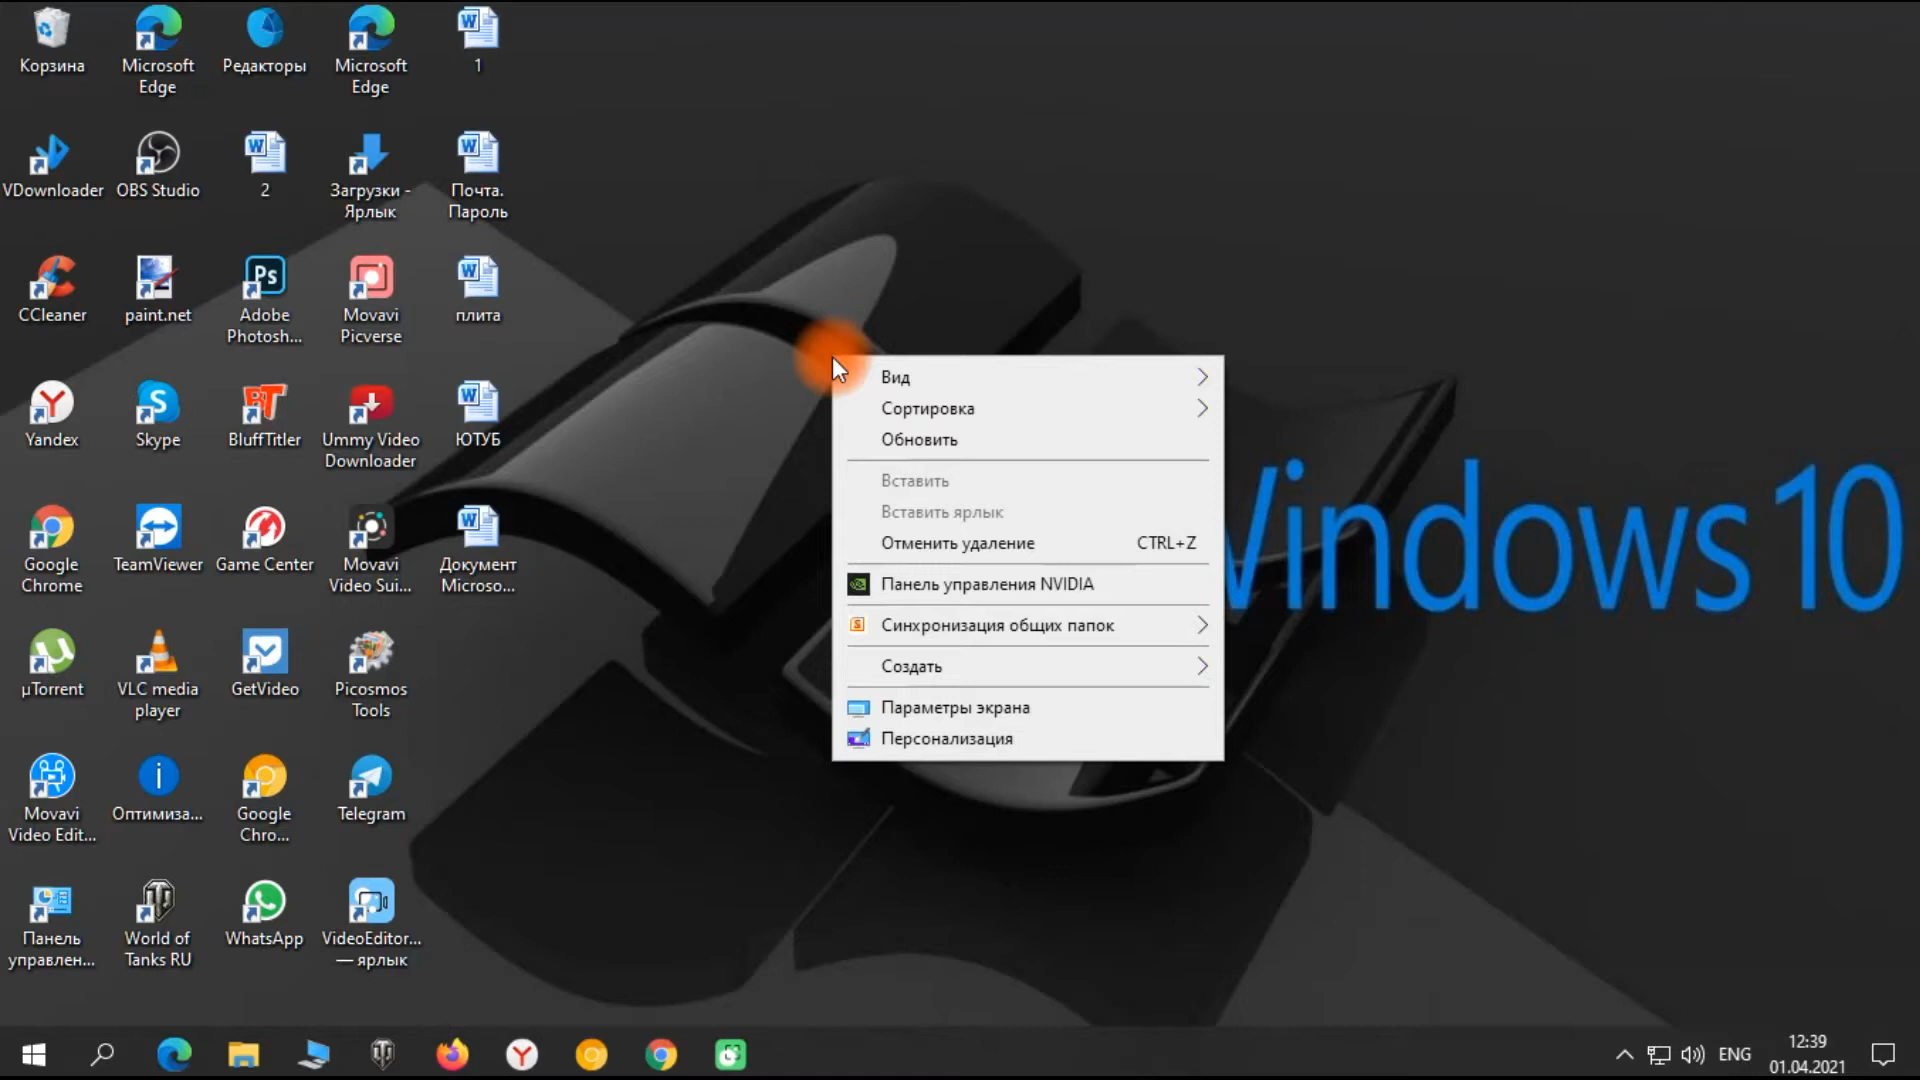 Корзина
Microsoft
Edge
Редакторы
Microsoft
Edge
1
VDownloader
OBS Studio
2
Загрузки -
Ярлык
Почта.
Пароль
CCleaner
paint.net
Ps
Adobe
Photosh...
Movavi
Picverse
плита
Yandex
Skype
BT
BluffTitler
Ummy Video
Downloader
ЮТУБ
Google
Chrome
TeamViewer
Game Center
Movavi
Video Sui...
Документ
Microso...
µTorrent
VLC media
player
GetVideo
Picosmos
Tools
Movavi
Video Edit...
Оптимиза...
Google
Chro...
Telegram
Панель
управлен...
World of
Tanks RU
WhatsApp
VideoEditor...
— ярлык
Вид
Сортировка
Обновить
Вставить
Вставить ярлык
Отменить удаление CTRL+Z
Панель управления NVIDIA
Синхронизация общих папок
Создать
Параметры экрана
Персонализация
Windows 10
ENG
12:39
01.04.2021